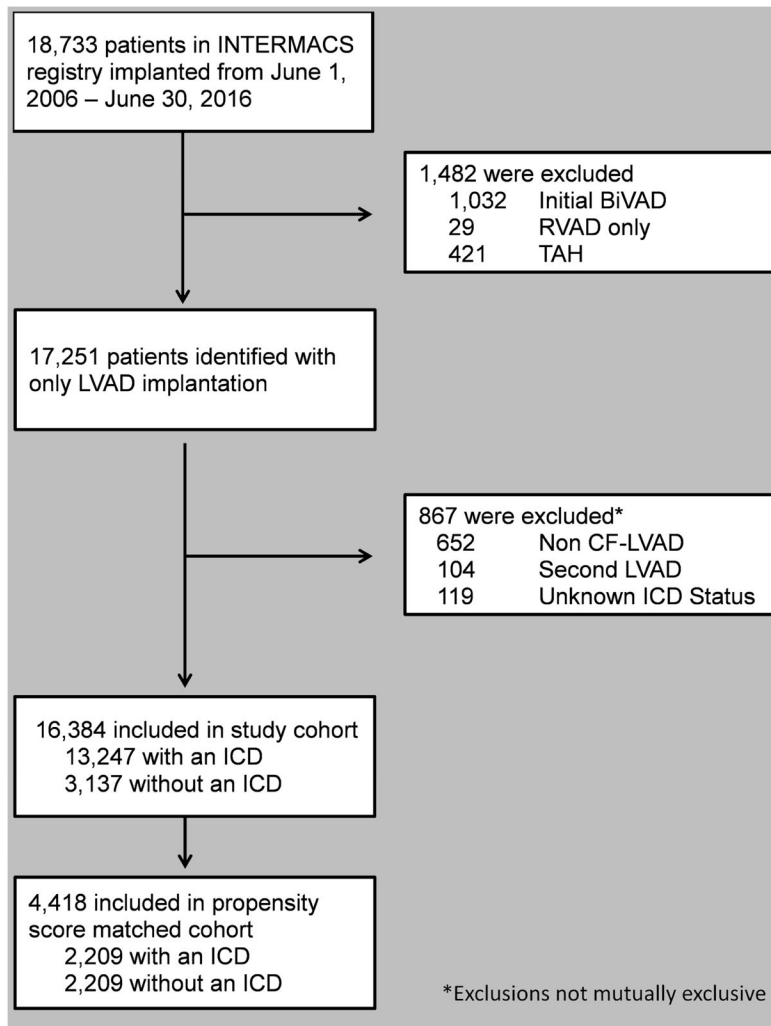 18,733 patients in INTERMACS
registry implanted from June 1,
2006 – June 30, 2016
1,482 were excluded
1,032 Initial BiVAD
29 RVAD only
421 TAH
17,251 patients identified with
only LVAD implantation
867 were excluded*
652 Non CF-LVAD
104 Second LVAD
119 Unknown ICD Status
16,384 included in study cohort
13,247 with an ICD
3,137 without an ICD
4,418 included in propensity
score matched cohort
2,209 with an ICD
2,209 without an ICD
*Exclusions not mutually exclusive